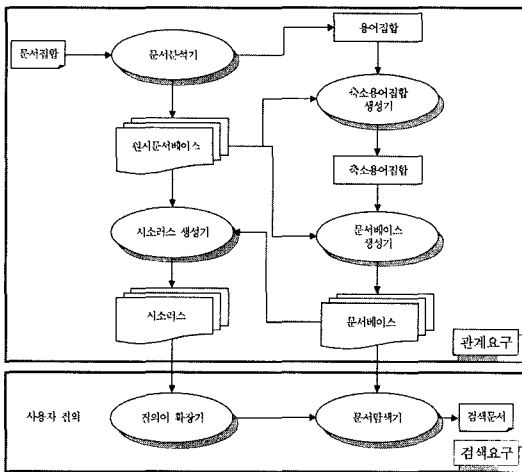 용어집합
문서집합
문서분석기
축소용어집합
생성기
원시문서베이스
축소용어집합
시소러스 생성기
문서베이스
생성기
시소러스
문서베이스
관계요구
사용자 질의
질의어 확장기
문서탐색기
검색문서
검색요구